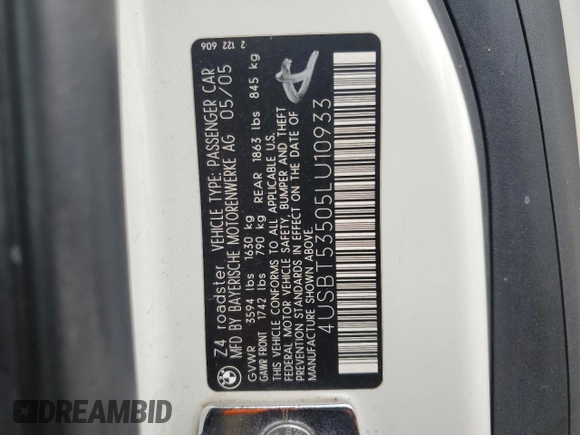 2 122 606
Z4 roadster VEHICLE TYPE: PASSENGER CAR
MFD BY BAYERISCHE MOTORENWERKE AG 05/05
GVWR 3594 lbs 1630 kg
GAWR FRONT 1742 lbs 790 kg REAR 1863 lbs 845 kg
THIS VEHICLE CONFORMS TO ALL APPLICABLE U.S.
FEDERAL MOTOR VEHICLE SAFETY, BUMPER AND THEFT
PREVENTION STANDARDS IN EFFECT ON THE DATE OF
MANUFACTURE SHOWN ABOVE.
4USBT53505LU10933
DREAMBID